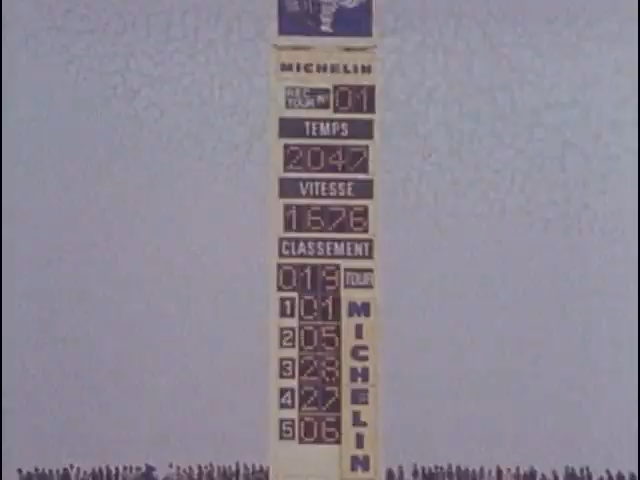 MICHELIN
REC
TOUR N° 01
TEMPS
2047
VITESSE
1676
CLASSEMENT
019 TOUR
1 01
2 05
3 28
4 27
5 06
MICHELIN